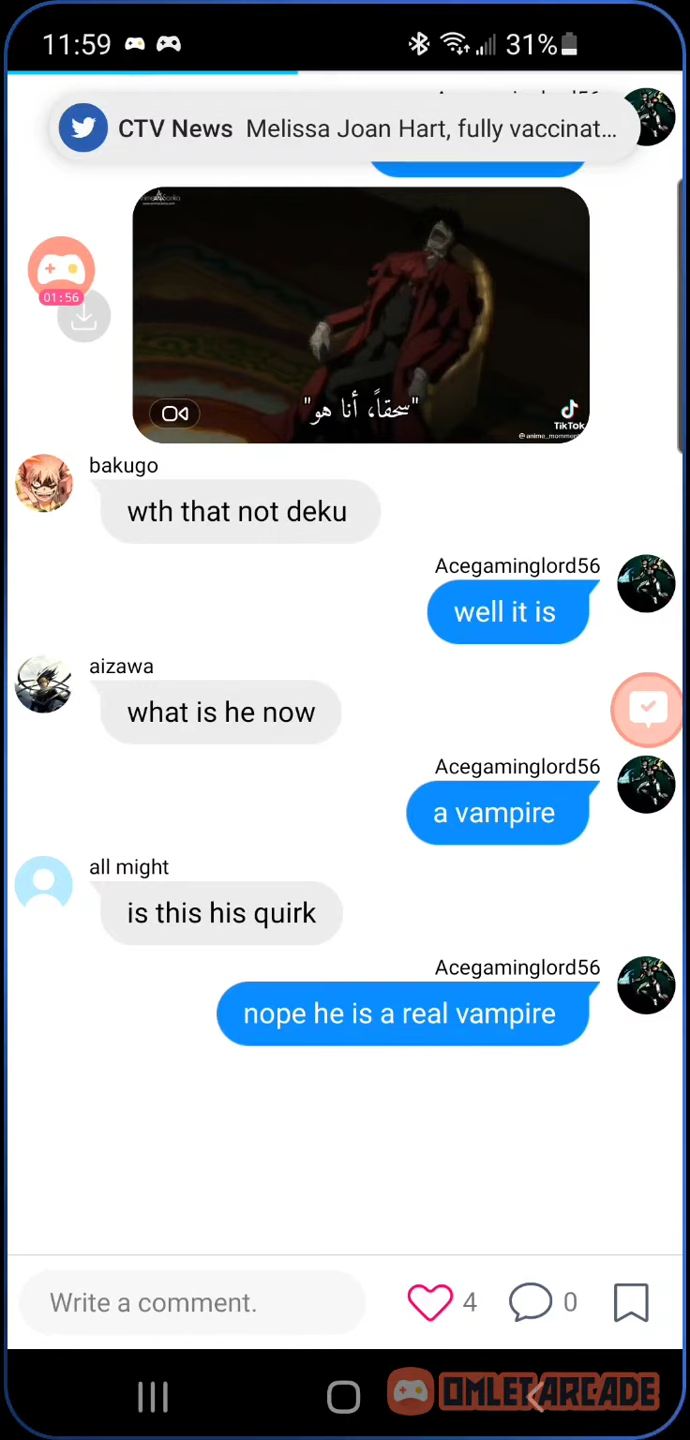 11:59
31%
CTV News Melissa Joan Hart, fully vaccinat...
01:56
"سحقاً، أنا هو"
TikTok
bakugo
wth that not deku
Acegaminglord56
well it is
aizawa
what is he now
Acegaminglord56
a vampire
all might
is this his quirk
Acegaminglord56
nope he is a real vampire
Write a comment.
4
0
OMLET ARCADE